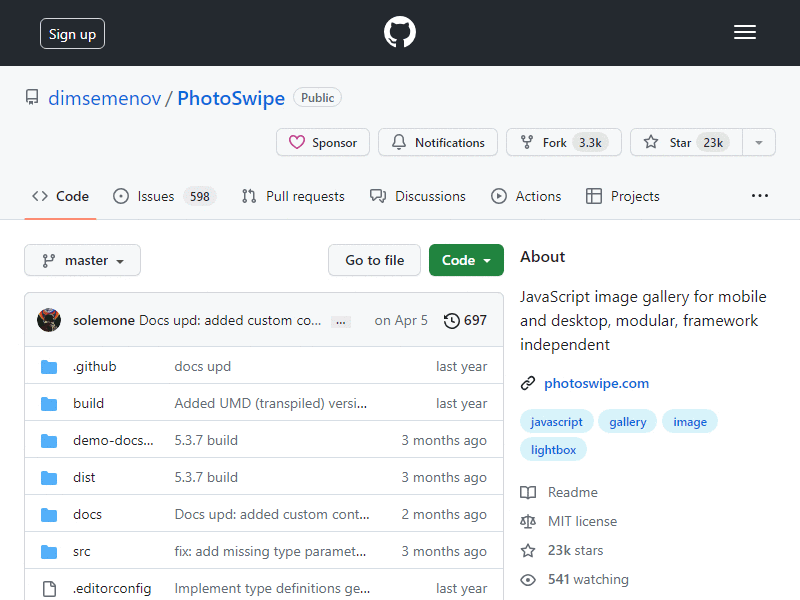 Sign up
dimsemenov / PhotoSwipe Public
Sponsor Notifications Fork 3.3k Star 23k
Code Issues 598 Pull requests Discussions Actions Projects
master Go to file Code
solemone Docs upd: added custom co... ... on Apr 5 697
.github docs upd last year
build Added UMD (transpiled) versi... last year
demo-docs... 5.3.7 build 3 months ago
dist 5.3.7 build 3 months ago
docs Docs upd: added custom cont... 2 months ago
src fix: add missing type paramet... 3 months ago
.editorconfig Implement type definitions ge... last year
About
JavaScript image gallery for mobile
and desktop, modular, framework
independent
photoswipe.com
javascript gallery image
lightbox
Readme
MIT license
23k stars
541 watching